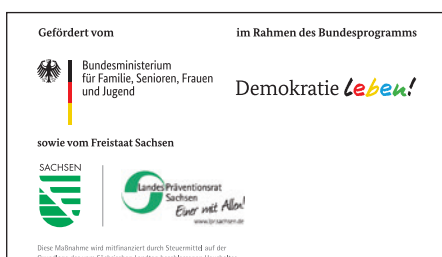 Gefördert vom
im Rahmen des Bundesprogramms
Bundesministerium
für Familie, Senioren, Frauen
und Jugend
Demokratie Leben!
sowie vom Freistaat Sachsen
SACHSEN
Landes Präventionsrat
Sachsen
Einer mit Allen!
www.lpr.sachsen.de
Diese Maßnahme wird mitfinanziert durch Steuermittel auf der